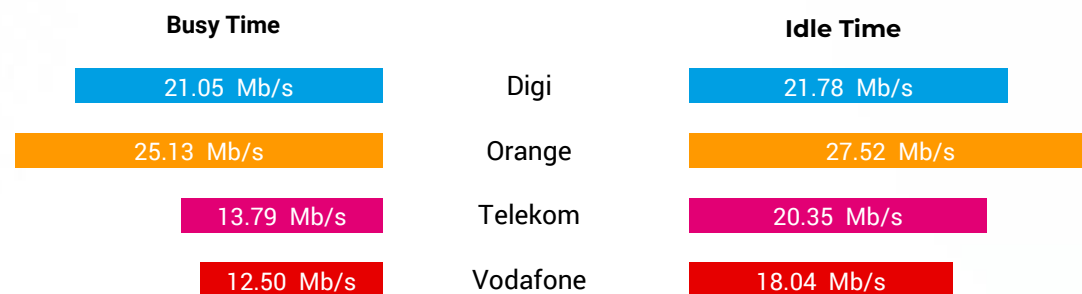 Busy Time Idle Time
21.05 Mb/s Digi 21.78 Mb/s
25.13 Mb/s Orange 27.52 Mb/s
13.79 Mb/s Telekom 20.35 Mb/s
12.50 Mb/s Vodafone 18.04 Mb/s